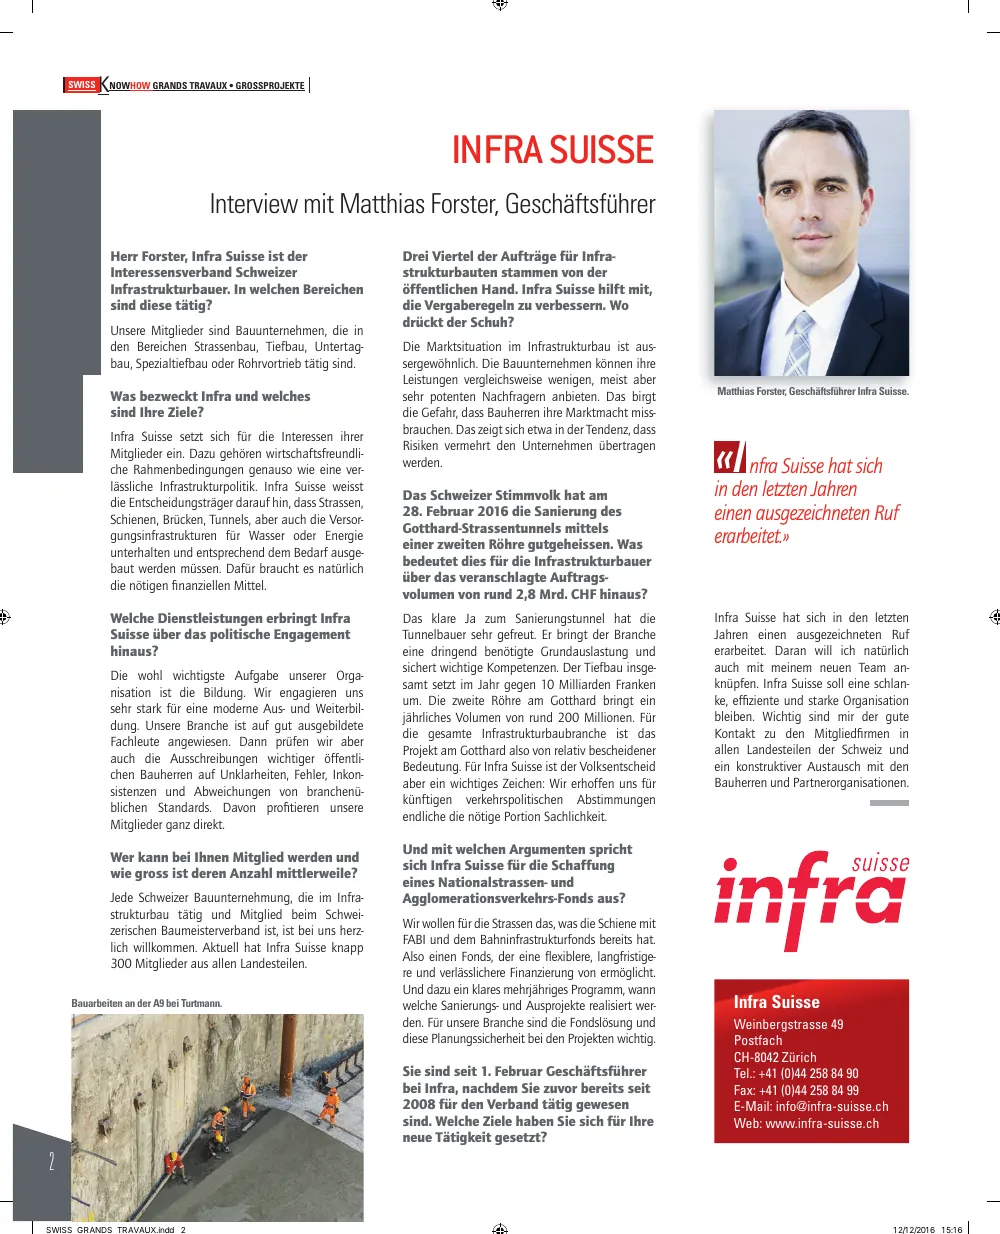 SWISS KNOWHOW GRANDS TRAVAUX • GROSSPROJEKTE
INFRA SUISSE
Interview mit Matthias Forster, Geschäftsführer
Herr Forster, Infra Suisse ist der
Interessensverband Schweizer
Infrastrukturbauer. In welchen Bereichen
sind diese tätig?
Unsere Mitglieder sind Bauunternehmen, die in
den Bereichen Strassenbau, Tiefbau, Untertag-
bau, Spezialtiefbau oder Rohrvortrieb tätig sind.
Was bezweckt Infra und welches
sind Ihre Ziele?
Infra Suisse setzt sich für die Interessen ihrer
Mitglieder ein. Dazu gehören wirtschaftsfreundli-
che Rahmenbedingungen genauso wie eine ver-
lässliche Infrastrukturpolitik. Infra Suisse weisst
die Entscheidungsträger darauf hin, dass Strassen,
Schienen, Brücken, Tunnels, aber auch die Versor-
gungsinfrastrukturen für Wasser oder Energie
unterhalten und entsprechend dem Bedarf ausge-
baut werden müssen. Dafür braucht es natürlich
die nötigen finanziellen Mittel.
Welche Dienstleistungen erbringt Infra
Suisse über das politische Engagement
hinaus?
Die wohl wichtigste Aufgabe unserer Orga-
nisation ist die Bildung. Wir engagieren uns
sehr stark für eine moderne Aus- und Weiterbil-
dung. Unsere Branche ist auf gut ausgebildete
Fachleute angewiesen. Dann prüfen wir aber
auch die Ausschreibungen wichtiger öffentli-
chen Bauherren auf Unklarheiten, Fehler, Inkon-
sistenzen und Abweichungen von branchenü-
blichen Standards. Davon profitieren unsere
Mitglieder ganz direkt.
Wer kann bei Ihnen Mitglied werden und
wie gross ist deren Anzahl mittlerweile?
Jede Schweizer Bauunternehmung, die im Infra-
strukturbau tätig und Mitglied beim Schwei-
zerischen Baumeisterverband ist, ist bei uns herz-
lich willkommen. Aktuell hat Infra Suisse knapp
300 Mitglieder aus allen Landesteilen.
Bauarbeiten an der A9 bei Turtmann.
Drei Viertel der Aufträge für Infra-
strukturbauten stammen von der
öffentlichen Hand. Infra Suisse hilft mit,
die Vergaberegeln zu verbessern. Wo
drückt der Schuh?
Die Marktsituation im Infrastrukturbau ist aus-
sergewöhnlich. Die Bauunternehmen können ihre
Leistungen vergleichsweise wenigen, meist aber
sehr potenten Nachfragern anbieten. Das birgt
die Gefahr, dass Bauherren ihre Marktmacht miss-
brauchen. Das zeigt sich etwa in der Tendenz, dass
Risiken vermehrt den Unternehmen übertragen
werden.
Das Schweizer Stimmvolk hat am
28. Februar 2016 die Sanierung des
Gotthard-Strassentunnels mittels
einer zweiten Röhre gutgeheissen. Was
bedeutet dies für die Infrastrukturbauer
über das veranschlagte Auftrags-
volumen von rund 2,8 Mrd. CHF hinaus?
Das klare Ja zum Sanierungstunnel hat die
Tunnelbauer sehr gefreut. Er bringt der Branche
eine dringend benötigte Grundauslastung und
sichert wichtige Kompetenzen. Der Tiefbau insge-
samt setzt im Jahr gegen 10 Milliarden Franken
um. Die zweite Röhre am Gotthard bringt ein
jährliches Volumen von rund 200 Millionen. Für
die gesamte Infrastrukturbaubranche ist das
Projekt am Gotthard also von relativ bescheidener
Bedeutung. Für Infra Suisse ist der Volksentscheid
aber ein wichtiges Zeichen: Wir erhoffen uns für
künftigen verkehrspolitischen Abstimmungen
endliche die nötige Portion Sachlichkeit.
Und mit welchen Argumenten spricht
sich Infra Suisse für die Schaffung
eines Nationalstrassen- und
Agglomerationsverkehrs-Fonds aus?
Wir wollen für die Strassen das, was die Schiene mit
FABI und dem Bahninfrastrukturfonds bereits hat.
Also einen Fonds, der eine flexiblere, langfristige-
re und verlässlichere Finanzierung von ermöglicht.
Und dazu ein klares mehrjähriges Programm, wann
welche Sanierungs- und Ausprojekte realisiert wer-
den. Für unsere Branche sind die Fondslösung und
diese Planungssicherheit bei den Projekten wichtig.
Sie sind seit 1. Februar Geschäftsführer
bei Infra, nachdem Sie zuvor bereits seit
2008 für den Verband tätig gewesen
sind. Welche Ziele haben Sie sich für Ihre
neue Tätigkeit gesetzt?
Matthias Forster, Geschäftsführer Infra Suisse.
«Infra Suisse hat sich
in den letzten Jahren
einen ausgezeichneten Ruf
erarbeitet.»
Infra Suisse hat sich in den letzten
Jahren einen ausgezeichneten Ruf
erarbeitet. Daran will ich natürlich
auch mit meinem neuen Team an-
knüpfen. Infra Suisse soll eine schlan-
ke, effiziente und starke Organisation
bleiben. Wichtig sind mir der gute
Kontakt zu den Mitgliedfirmen in
allen Landesteilen der Schweiz und
ein konstruktiver Austausch mit den
Bauherren und Partnerorganisationen.
infra suisse
Infra Suisse
Weinbergstrasse 49
Postfach
CH-8042 Zürich
Tel.: +41 (0)44 258 84 90
Fax: +41 (0)44 258 84 99
E-Mail: info@infra-suisse.ch
Web: www.infra-suisse.ch
2
SWISS GRANDS TRAVAUX.indd 2
12/12/2016 15:16